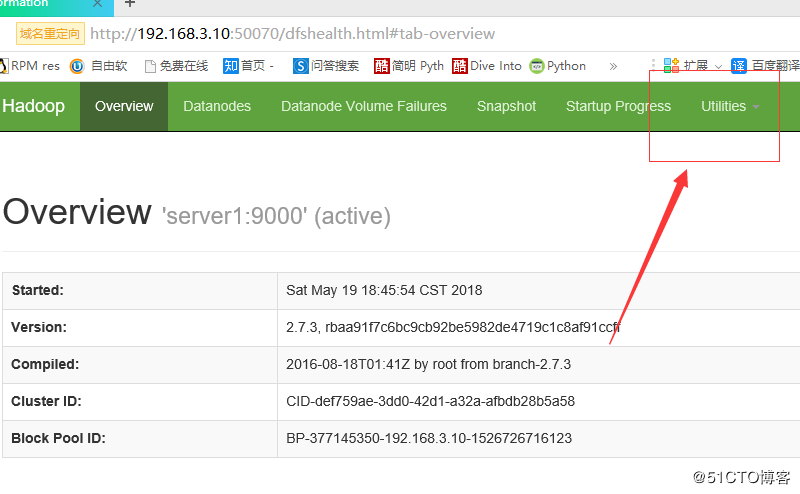 ormation × +
域名重定向 http://192.168.3.10:50070/dfshealth.html#tab-overview
RPM res 自由软 免费在线 知 首页 - S 问答搜索 酷 简明 Pyth 酷 Dive Into Python » 扩展 译 百度翻译
Hadoop Overview Datanodes Datanode Volume Failures Snapshot Startup Progress Utilities
Overview 'server1:9000' (active)
Started: Sat May 19 18:45:54 CST 2018
Version: 2.7.3, rbaa91f7c6bc9cb92be5982de4719c1c8af91ccff
Compiled: 2016-08-18T01:41Z by root from branch-2.7.3
Cluster ID: CID-def759ae-3dd0-42d1-a32a-afbdb28b5a58
Block Pool ID: BP-377145350-192.168.3.10-1526726716123
@51CTO博客